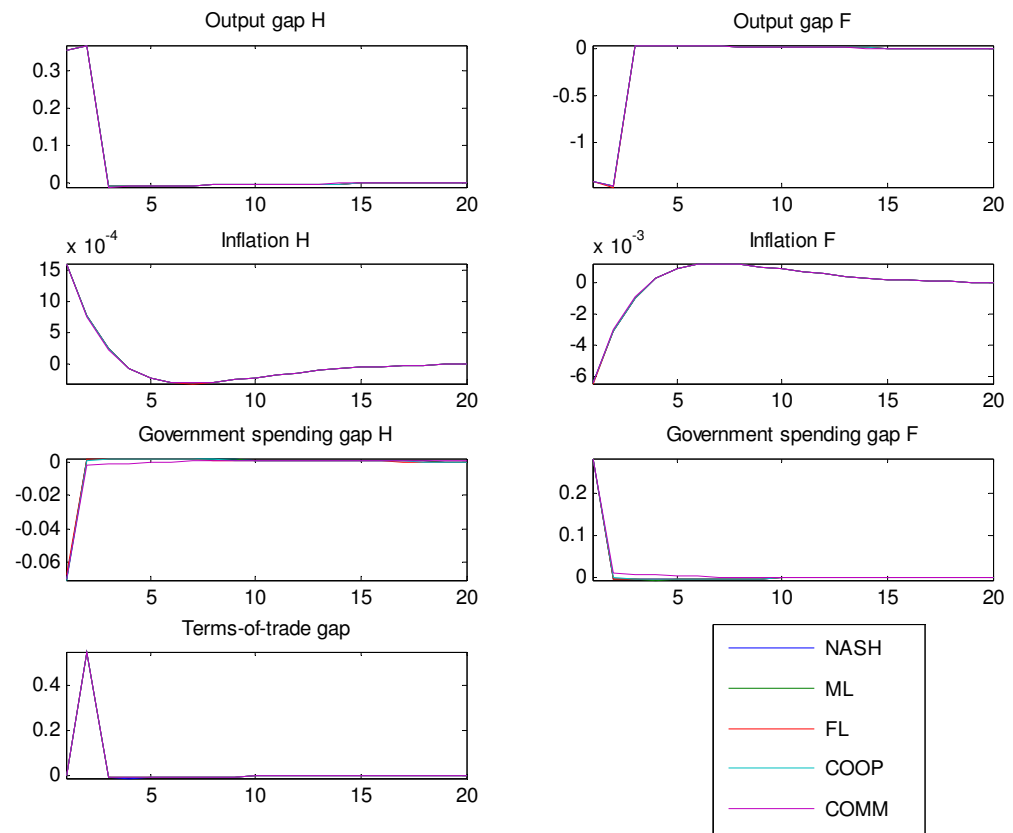 Output gap H
0.3
0.2
0.1
0
5 10 15 20
Output gap F
0
-0.5
-1
5 10 15 20
Inflation H
x 10^-4
15
10
5
0
5 10 15 20
Inflation F
x 10^-3
0
-2
-4
-6
5 10 15 20
Government spending gap H
0
-0.02
-0.04
-0.06
5 10 15 20
Government spending gap F
0.2
0.1
0
5 10 15 20
Terms-of-trade gap
0.4
0.2
0
5 10 15 20
NASH
ML
FL
COOP
COMM